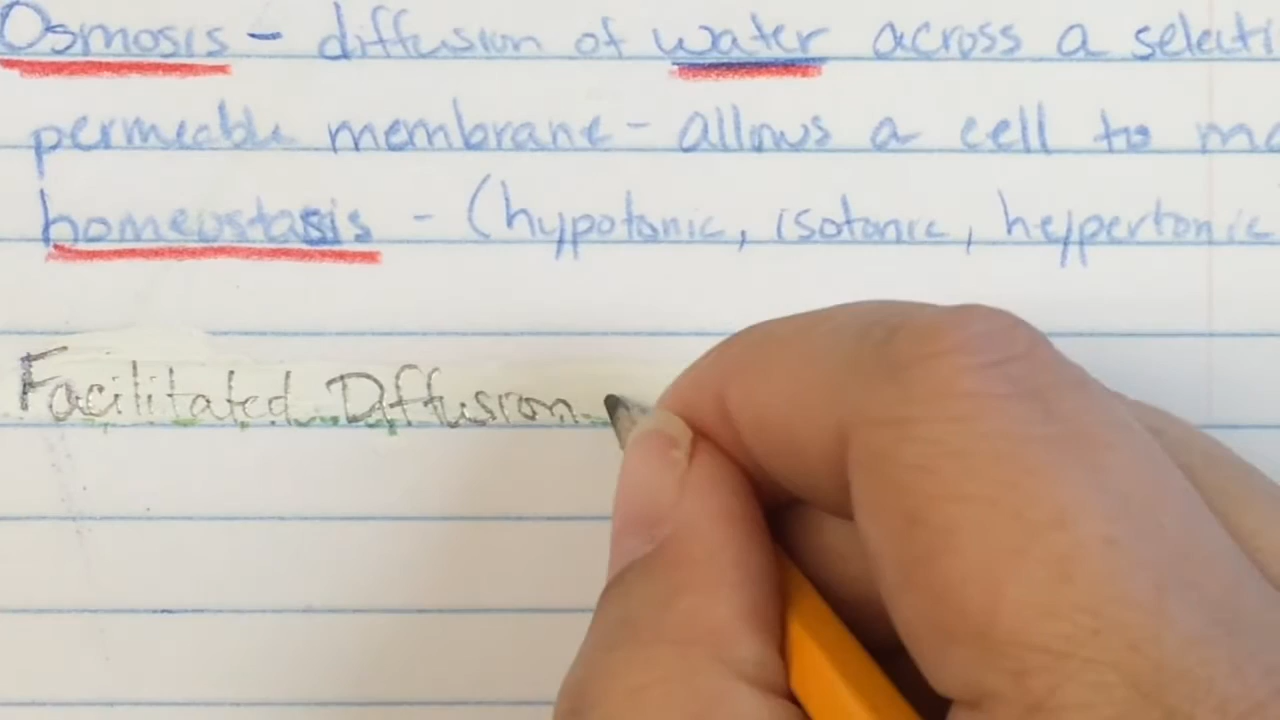 Osmosis - diffusion of water across a selecti
permeable membrane - allows a cell to ma
homeostasis - (hypotonic, isotonic, hypertonic
Facilitated Diffusion -